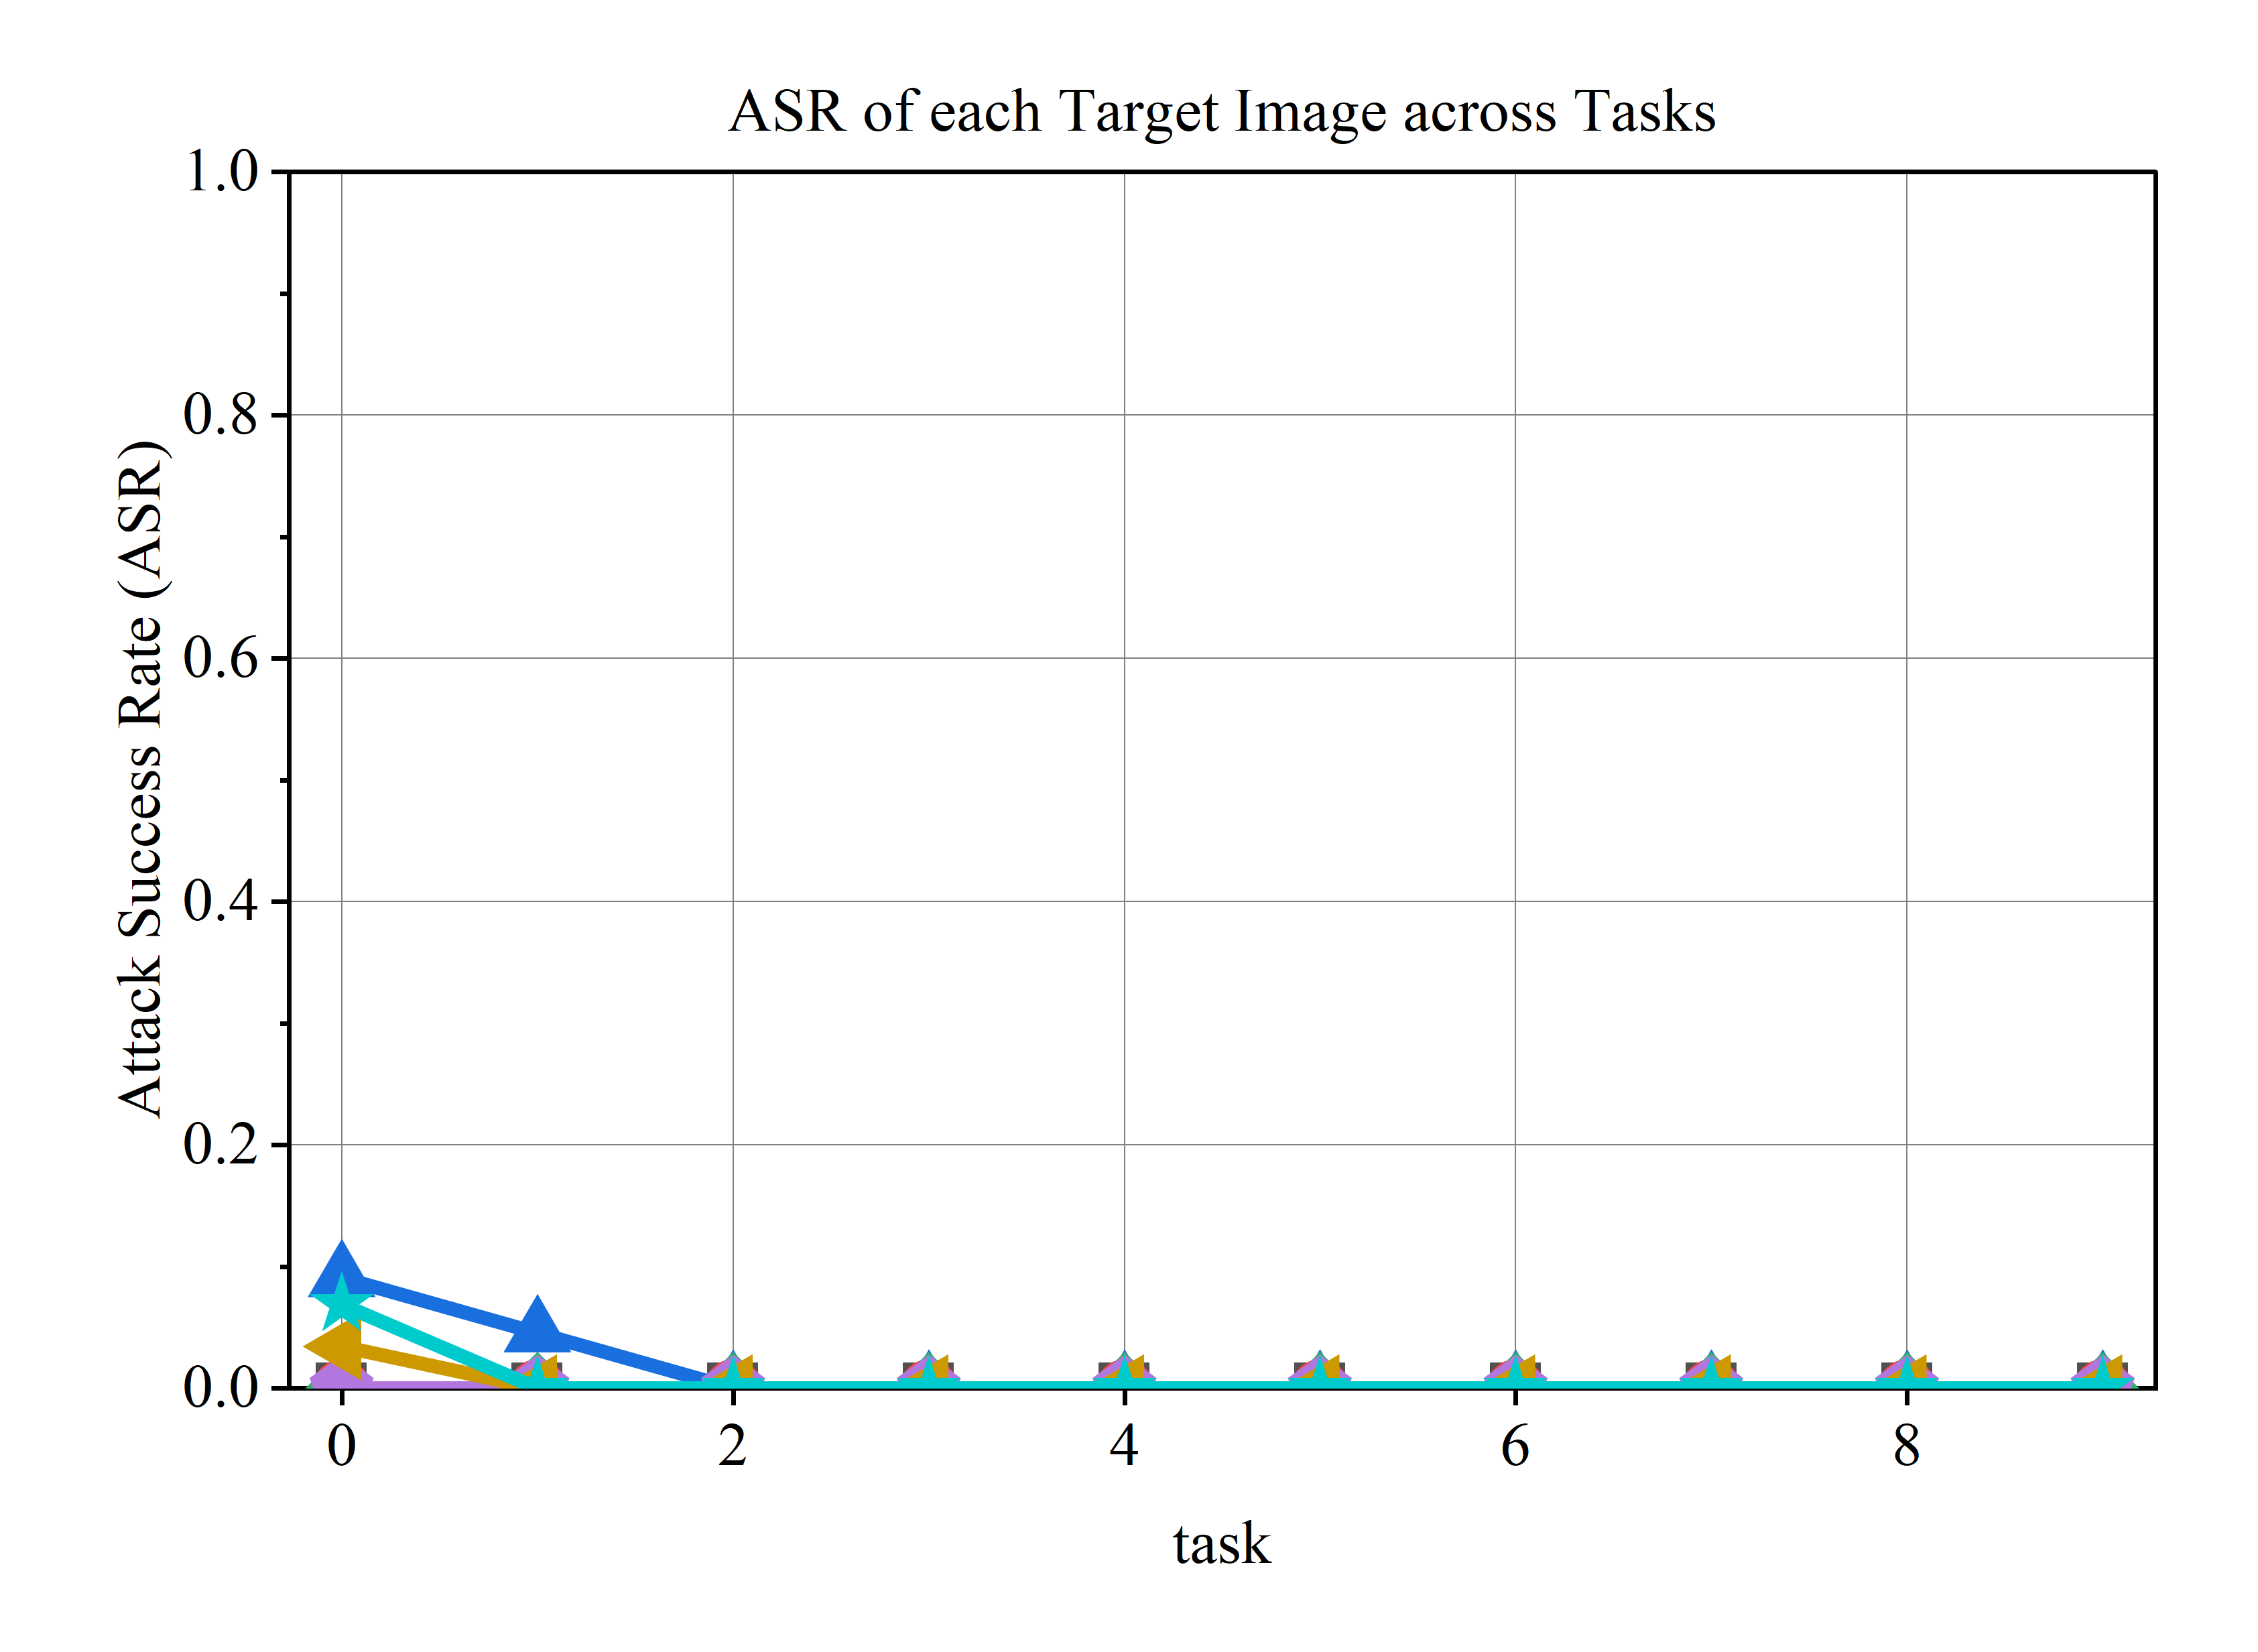 ASR of each Target Image across Tasks
Attack Success Rate (ASR)
1.0
0.8
0.6
0.4
0.2
0.0
0 2 4 6 8
task